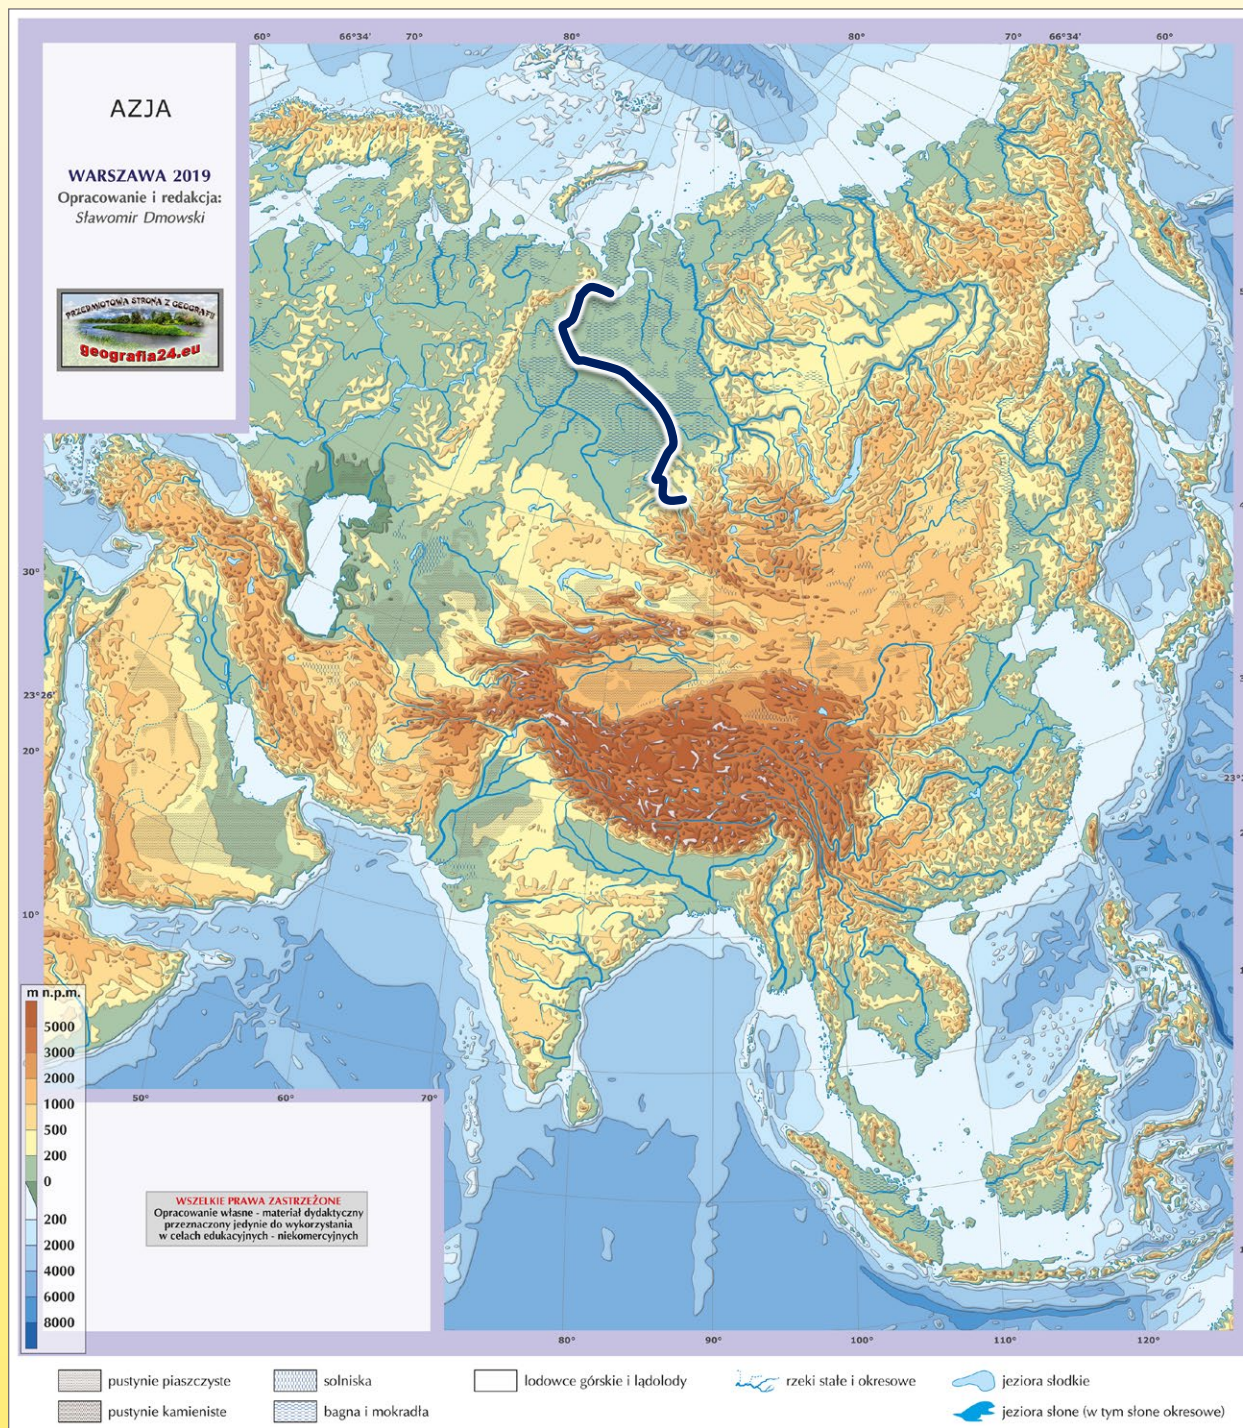 60°
66°34'
70°
80°
80°
70°
66°34'
60°
AZJA
WARSZAWA 2019
Opracowanie i redakcja:
Sławomir Dmowski
PRZEDMIOTOWA STRONA Z GEOGRAFII
geografia24.eu
30°
23°26'
20°
10°
m n.p.m.
5000
3000
2000
1000
500
200
0
200
2000
4000
6000
8000
50°
60°
70°
WSZELKIE PRAWA ZASTRZEŻONE
Opracowanie własne - materiał dydaktyczny
przeznaczony jedynie do wykorzystania
w celach edukacyjnych - niekomercyjnych
80°
90°
100°
110°
120°
pustynie piaszczyste
solniska
lodowce górskie i lądolody
rzeki stałe i okresowe
jeziora słodkie
pustynie kamieniste
bagna i mokradła
jeziora słone (w tym słone okresowe)